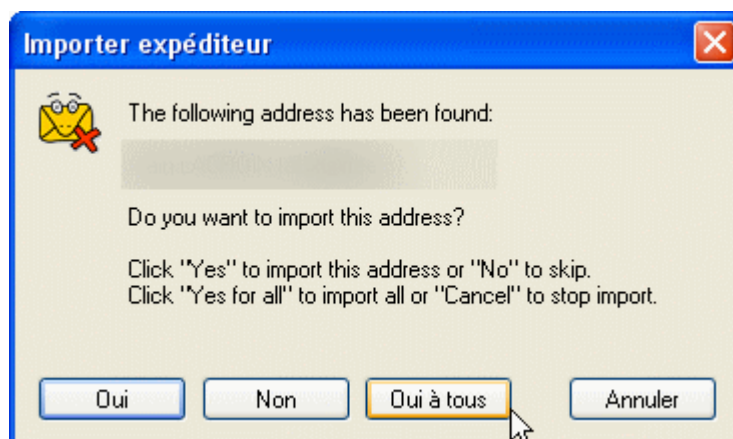 Importer expéditeur
The following address has been found:
Do you want to import this address?
Click "Yes" to import this address or "No" to skip.
Click "Yes for all" to import all or "Cancel" to stop import.
Oui Non Oui à tous Annuler